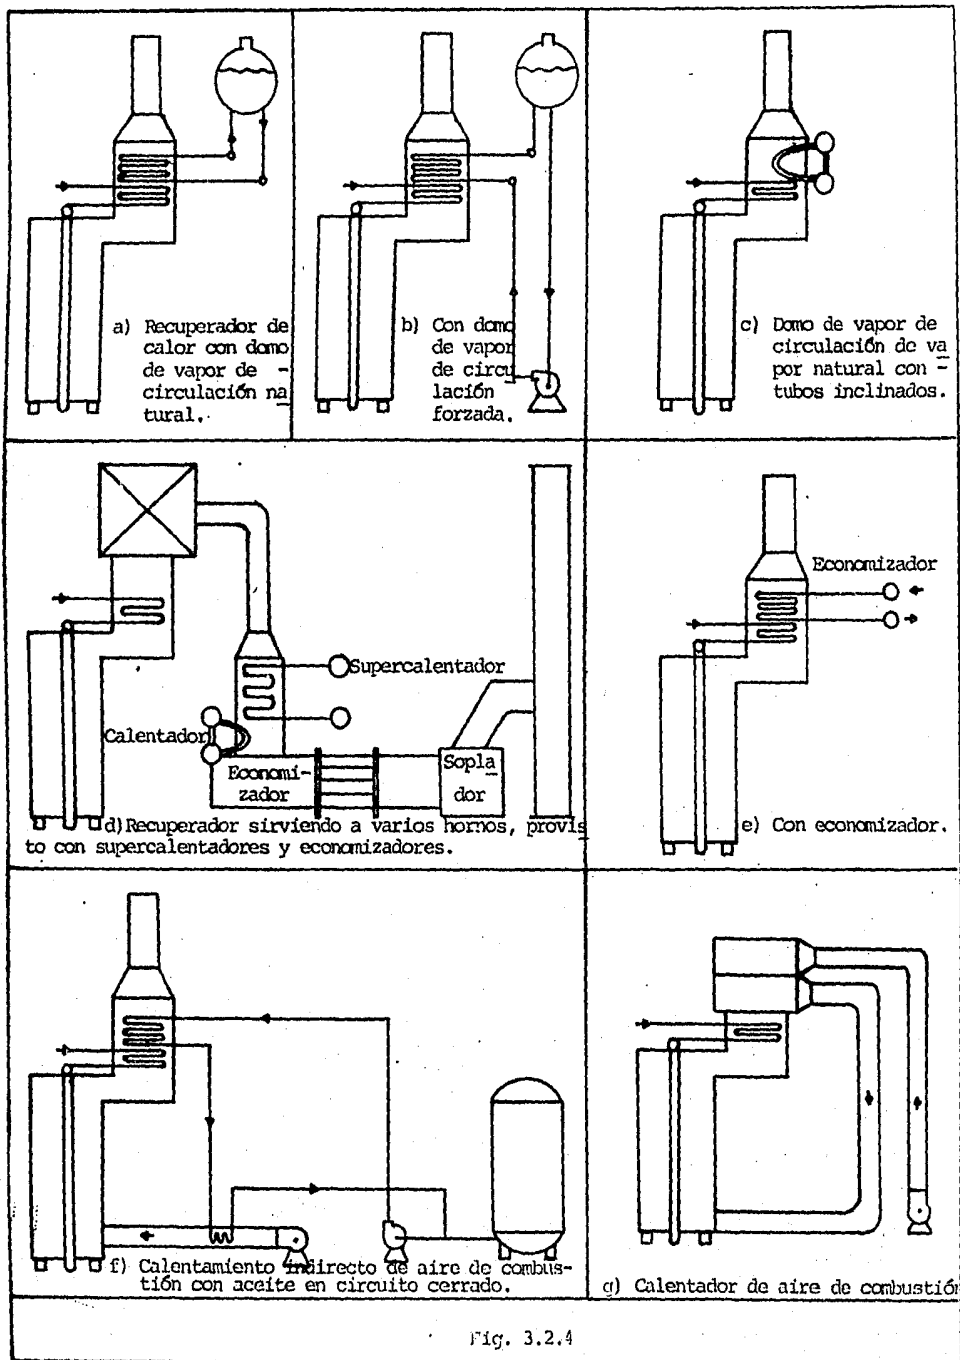 a) Recuperador de
calor con domo
de vapor de -
circulación na
tural.
b) Con domo
de vapor
de circu
lación
forzada.
c) Domo de vapor de
circulación de va
por natural con -
tubos inclinados.
Supercalentador
Calentador
Economi-
zador
Sopla
dor
d)Recuperador sirviendo a varios hornos, provis
to con supercalentadores y economizadores.
Economizador
e) Con economizador.
f) Calentamiento indirecto de aire de combus-
tión con aceite en circuito cerrado.
g) Calentador de aire de combustión
Fig. 3.2.4